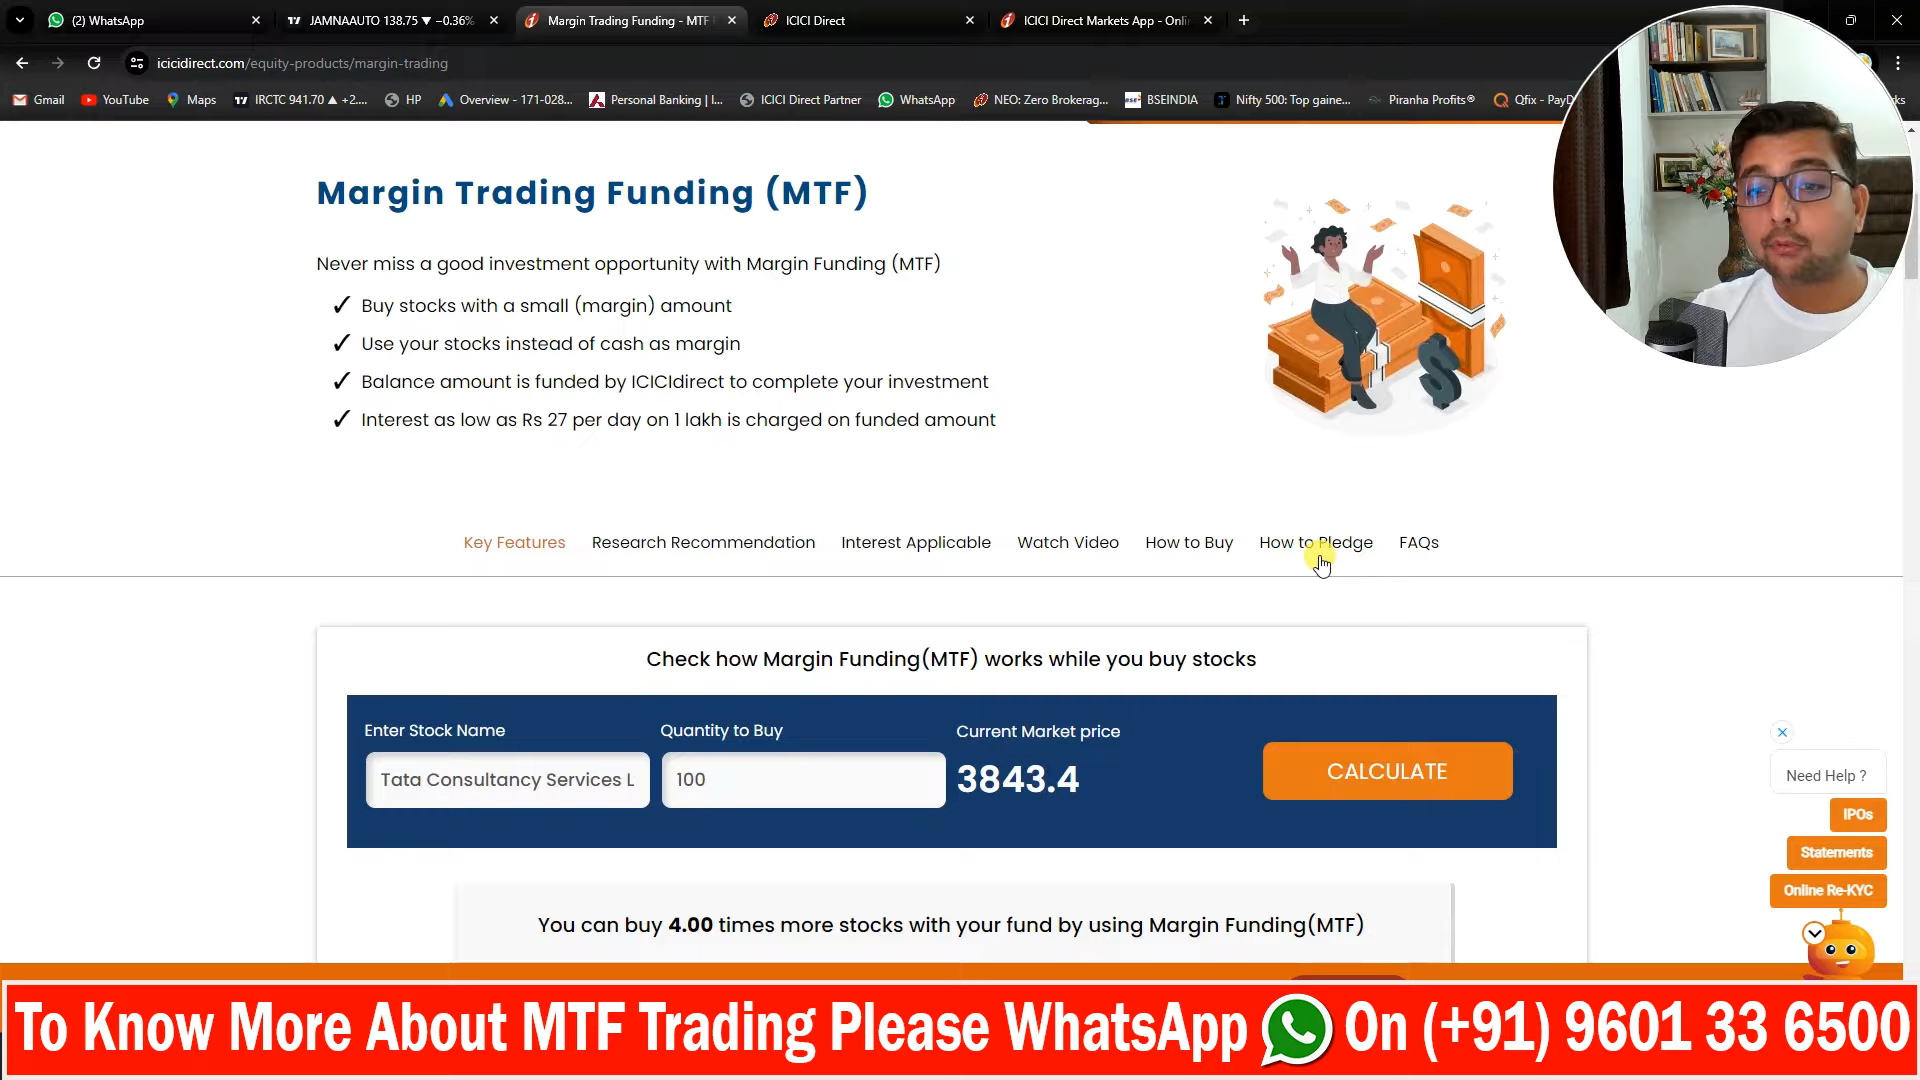 (2) WhatsApp
JAMNAAUTO 138.75 ▼ −0.36%
Margin Trading Funding - MTF
ICICI Direct
ICICI Direct Markets App - Onli
icicidirect.com/equity-products/margin-trading
Gmail
YouTube
Maps
IRCTC 941.70 ▲ +2....
HP
Overview - 171-028...
Personal Banking | I...
ICICI Direct Partner
WhatsApp
NEO: Zero Brokerag...
BSEINDIA
Nifty 500: Top gaine...
Piranha Profits®
Qfix - PayD
Margin Trading Funding (MTF)
Never miss a good investment opportunity with Margin Funding (MTF)
✓ Buy stocks with a small (margin) amount
✓ Use your stocks instead of cash as margin
✓ Balance amount is funded by ICICIdirect to complete your investment
✓ Interest as low as Rs 27 per day on 1 lakh is charged on funded amount
$
Key Features Research Recommendation Interest Applicable Watch Video How to Buy How to Pledge FAQs
Check how Margin Funding(MTF) works while you buy stocks
Enter Stock Name
Quantity to Buy
Current Market price
Tata Consultancy Services L
100
3843.4
CALCULATE
You can buy 4.00 times more stocks with your fund by using Margin Funding(MTF)
Need Help ?
IPOs
Statements
Online Re-KYC
To Know More About MTF Trading Please WhatsApp On (+91) 9601 33 6500